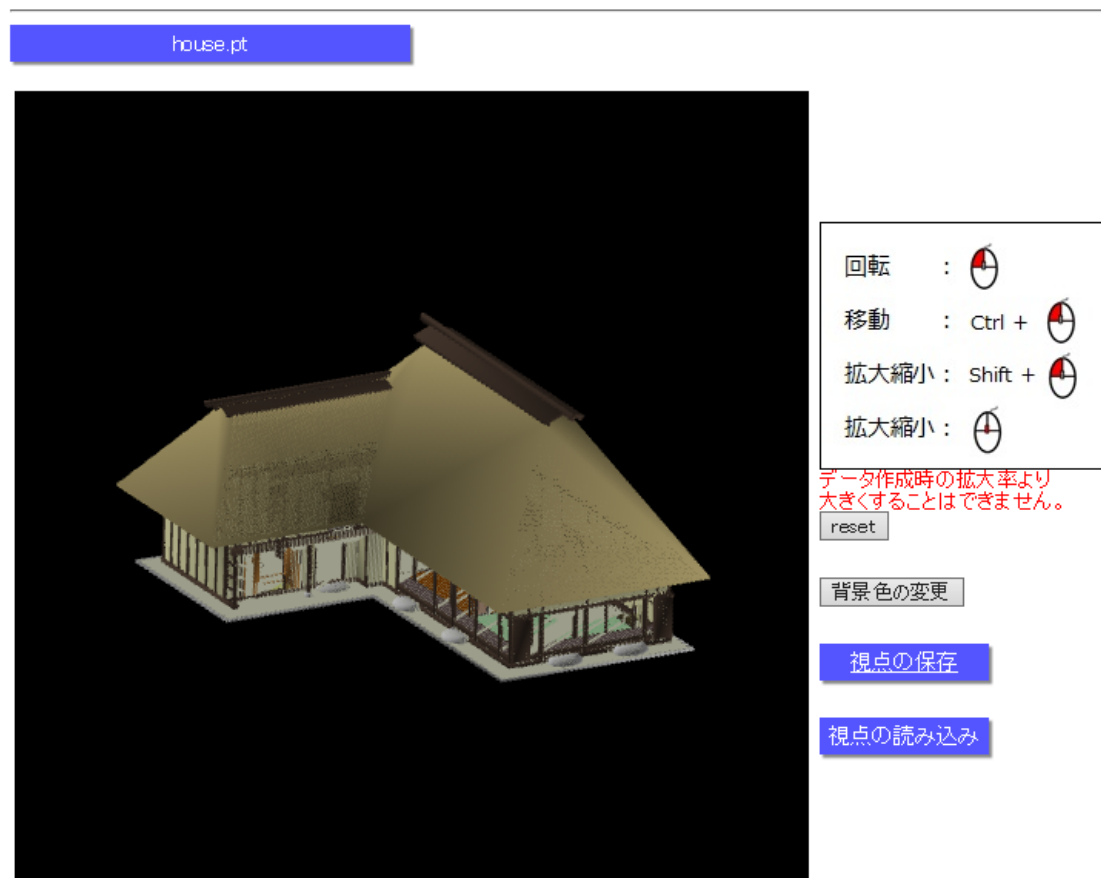 house.pt
回転 :
移動 : Ctrl +
拡大縮小 : Shift +
拡大縮小 :
データ作成時の拡大率より
大きくすることはできません。
reset
背景色の変更
視点の保存
視点の読み込み